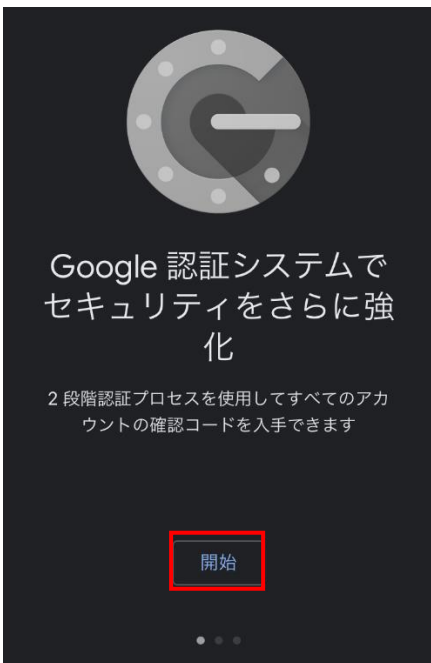 Google 認証システムで
セキュリティをさらに強
化
2 段階認証プロセスを使用してすべてのアカ
ウントの確認コードを入手できます
開始